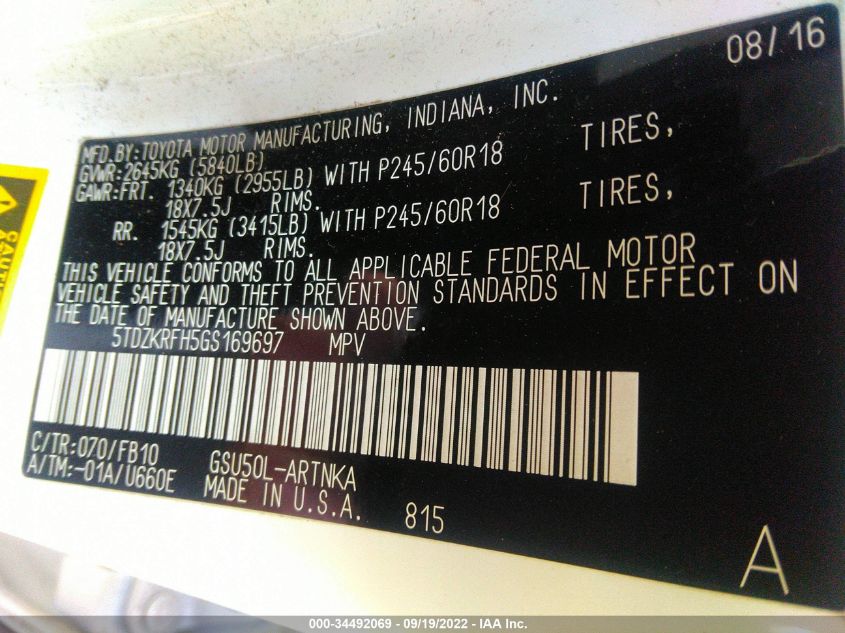 08/16
MFD.BY:TOYOTA MOTOR MANUFACTURING, INDIANA, INC.
GVWR:2645KG (5840LB)
GAWR:FRT. 1340KG (2955LB) WITH P245/60R18 TIRES,
18X7.5J RIMS.
RR. 1545KG (3415LB) WITH P245/60R18 TIRES,
18X7.5J RIMS.
THIS VEHICLE CONFORMS TO ALL APPLICABLE FEDERAL MOTOR
VEHICLE SAFETY AND THEFT PREVENTION STANDARDS IN EFFECT ON
THE DATE OF MANUFACTURE SHOWN ABOVE.
5TDZKRFH5GS169697 MPV
C/TR:070/FB10 GSU50L-ARTNKA
A/TM:-01A/U660E MADE IN U.S.A. 815
A
000-34492069 - 09/19/2022 - IAA Inc.